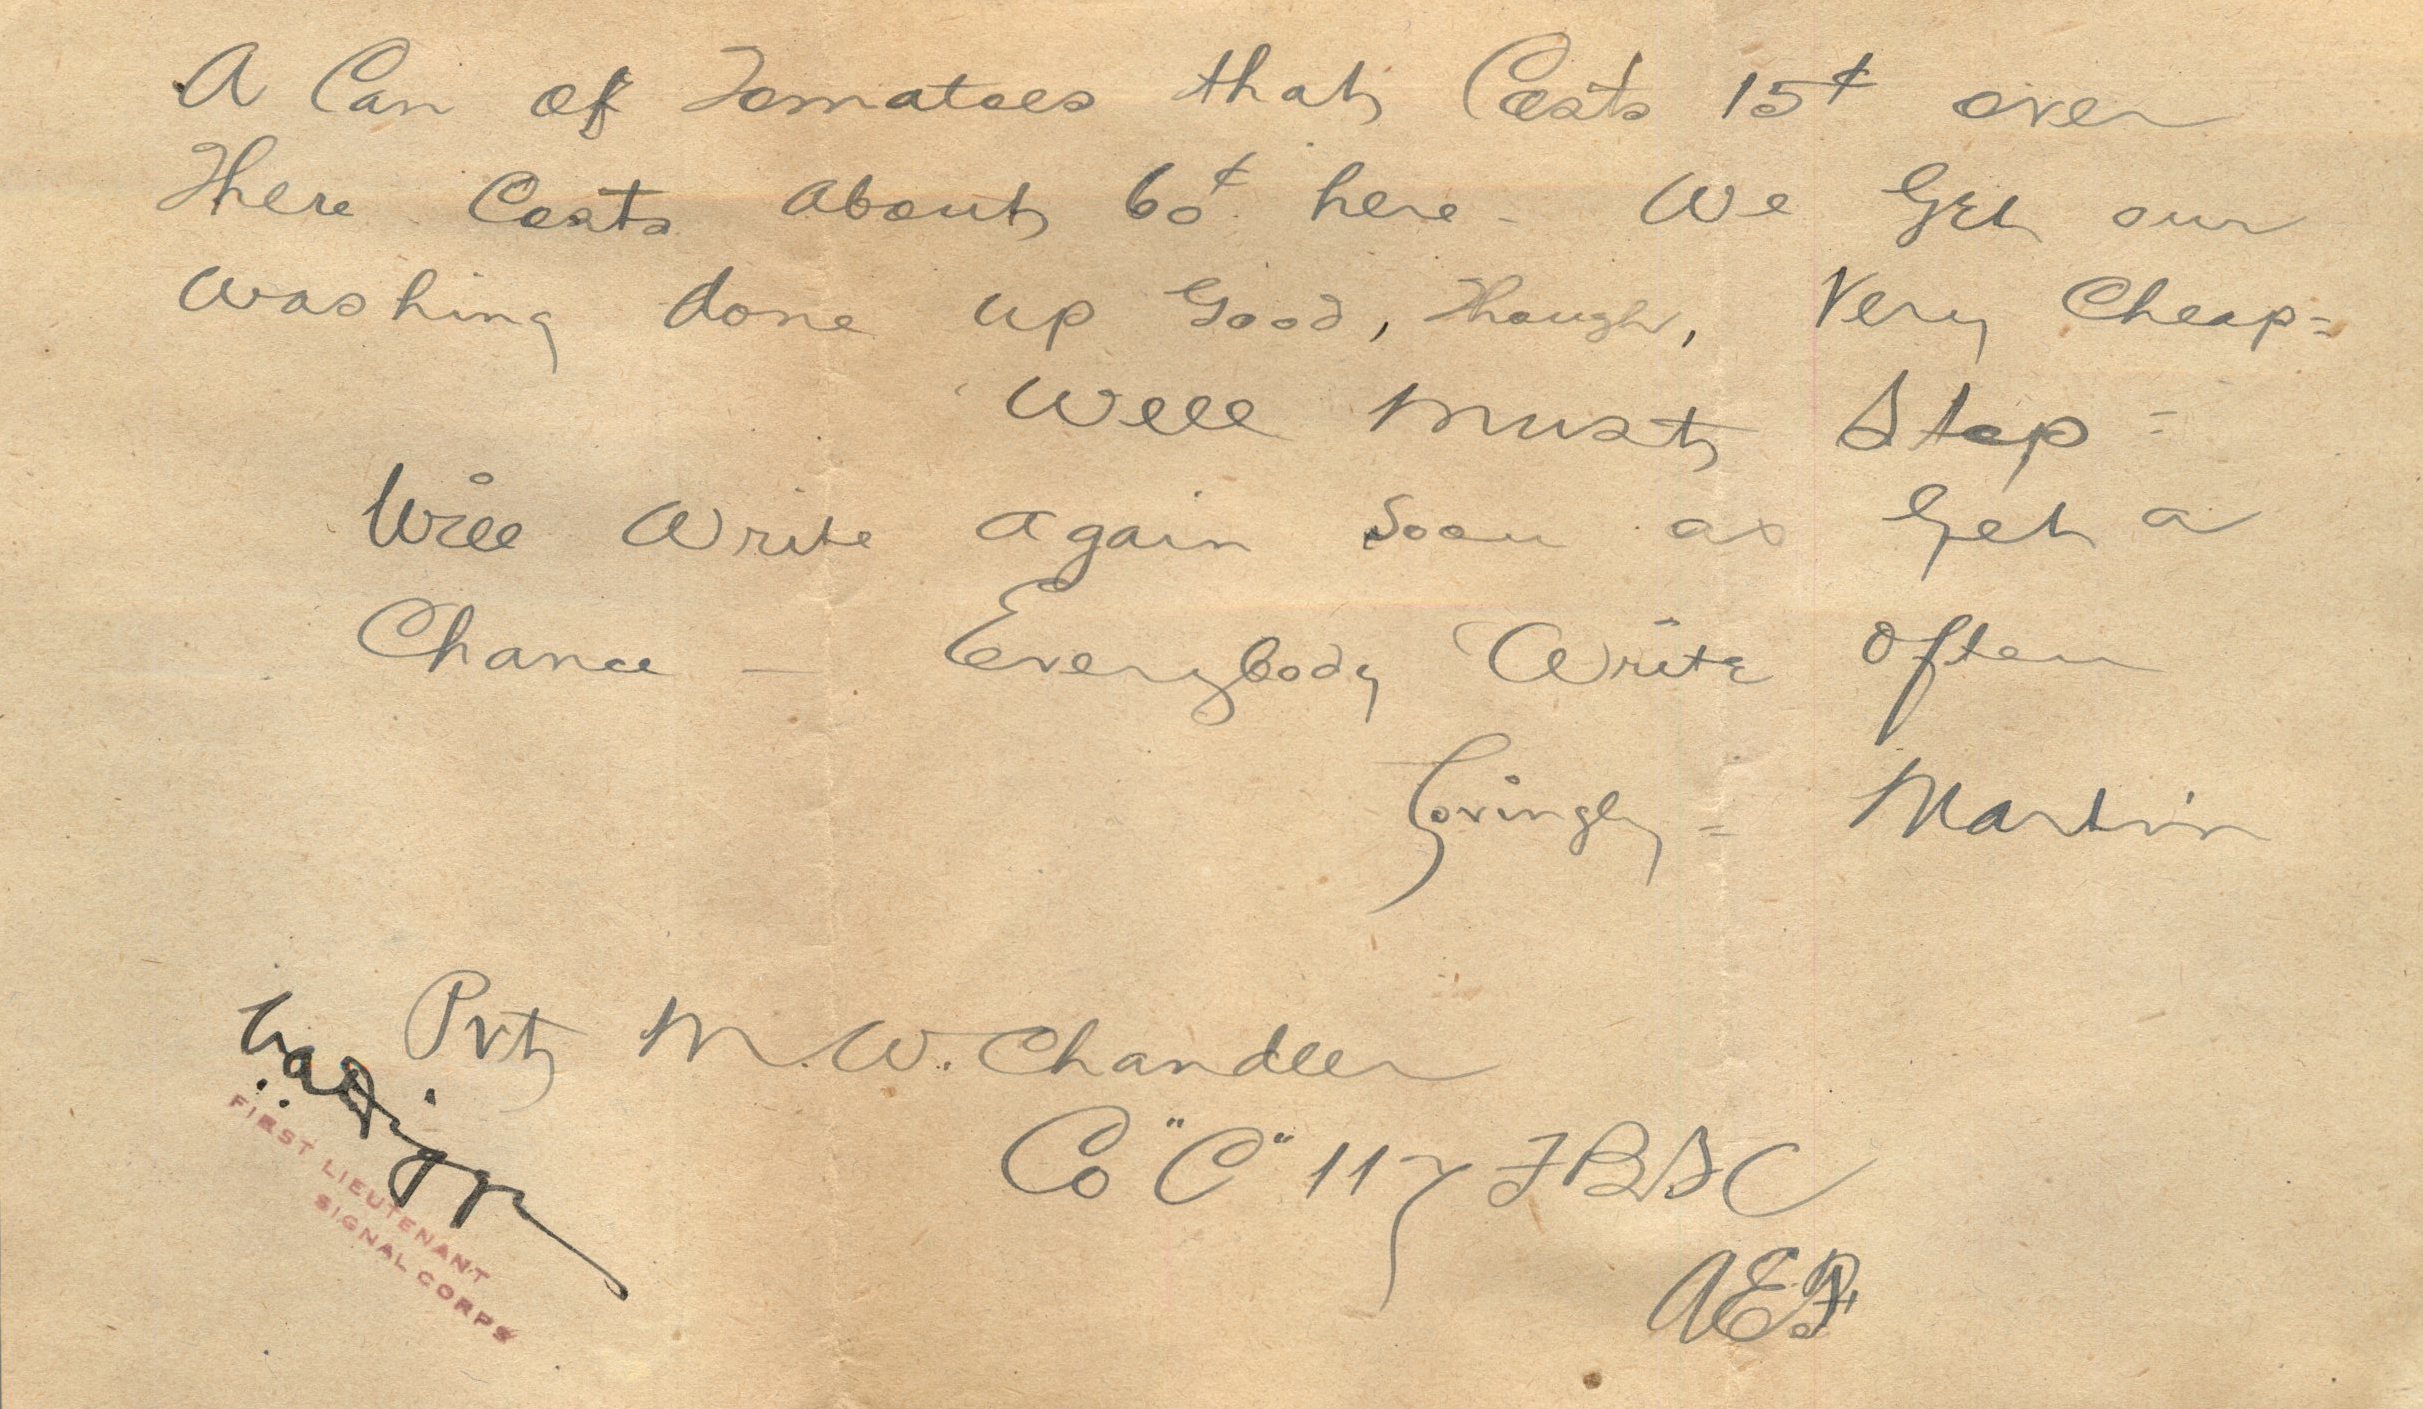 A Can of Tomatoes that Costs 15¢ over
There Costs About 60¢ here - We Get our
Washing done up Good, Though, Very Cheap=
Well Must Stop =
Will Write again Soon as Get a
Chance — Everybody Write often
Lovingly = Martin
Pvt M. W. Chandler
Co "C" 117 FBSC
AEF
FIRST LIEUTENANT
SIGNAL CORPS